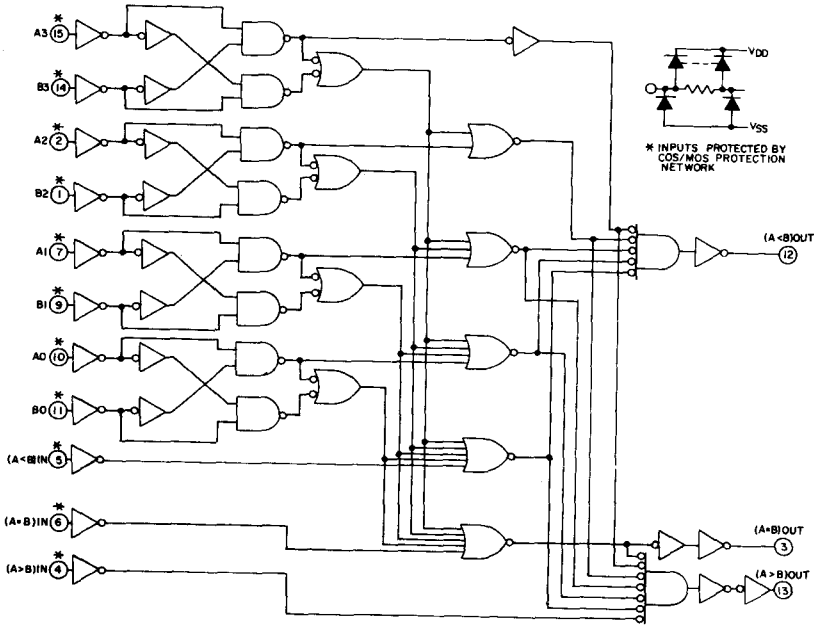 *
A3 15
*
B3 14
*
A2 2
*
B2 1
*
A1 7
*
B1 9
*
A0 10
*
B0 11
*
(A<B)IN 5
*
(A=B)IN 6
*
(A>B)IN 4
VDD
VSS
* INPUTS PROTECTED BY
COS/MOS PROTECTION
NETWORK
(A<B)OUT
12
(A=B)OUT
3
(A>B)OUT
13